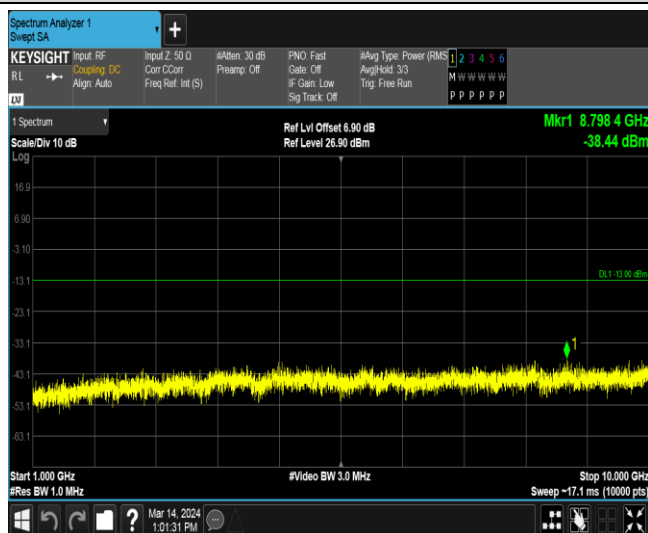 Spectrum Analyzer 1
Swept SA
+
KEYSIGHT
RL
LXI
Input: RF
Coupling: DC
Align: Auto
Input Z: 50 Ω
Corr CCorr
Freq Ref: Int (S)
#Atten: 30 dB
Preamp: Off
PNO: Fast
Gate: Off
IF Gain: Low
Sig Track: Off
#Avg Type: Power (RMS
Avg|Hold: 3/3
Trig: Free Run
1 2 3 4 5 6
M W W W W W
P P P P P P
1 Spectrum
Scale/Div 10 dB
Log
Ref Lvl Offset 6.90 dB
Ref Level 26.90 dBm
Mkr1 8.798 4 GHz
-38.44 dBm
16.9
6.90
-3.10
-13.1
DL1 -13.00 dBm
-23.1
-33.1
1
-43.1
-53.1
-63.1
Start 1.000 GHz
#Res BW 1.0 MHz
#Video BW 3.0 MHz
Stop 10.000 GHz
Sweep ~17.1 ms (10000 pts)
?
Mar 14, 2024
1:01:31 PM